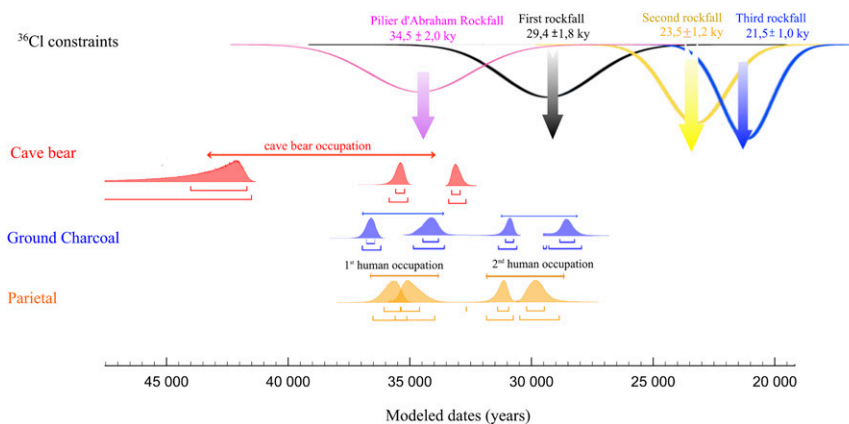 ³⁶Cl constraints
Pilier d'Abraham Rockfall
34,5 ± 2,0 ky
First rockfall
29,4 ±1,8 ky
Second rockfall
23,5±1,2 ky
Third rockfall
21,5± 1,0 ky
Cave bear
cave bear occupation
Ground Charcoal
1st human occupation
2nd human occupation
Parietal
45 000 40 000 35 000 30 000 25 000 20 000
Modeled dates (years)